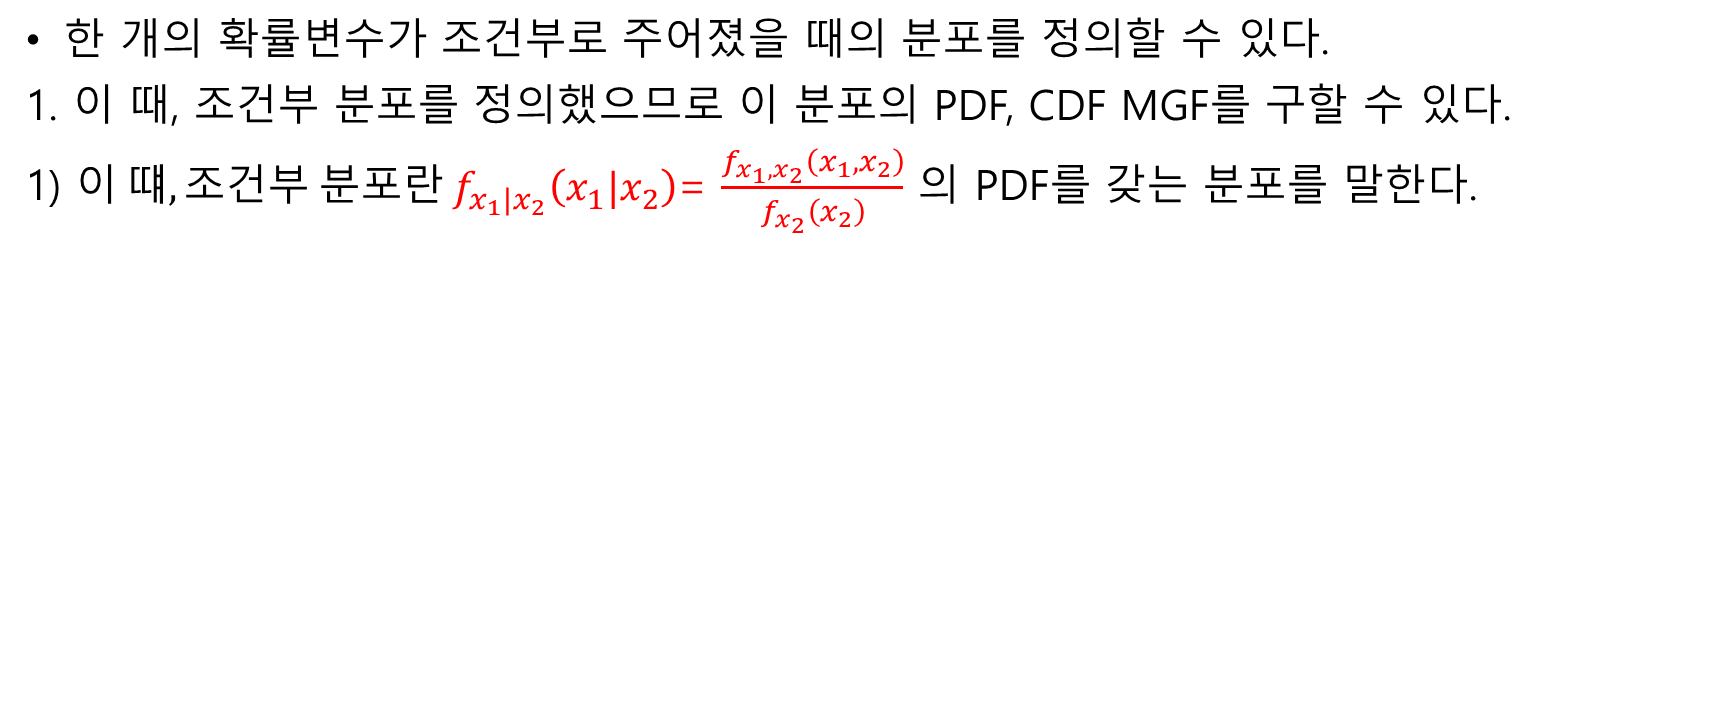 • 한 개의 확률변수가 조건부로 주어졌을 때의 분포를 정의할 수 있다.
1. 이 때, 조건부 분포를 정의했으므로 이 분포의 PDF, CDF MGF를 구할 수 있다.
1) 이 떄, 조건부 분포란 $f_{x_1|x_2}(x_1|x_2)=\frac{f_{x_1,x_2}(x_1,x_2)}{f_{x_2}(x_2)}$ 의 PDF를 갖는 분포를 말한다.